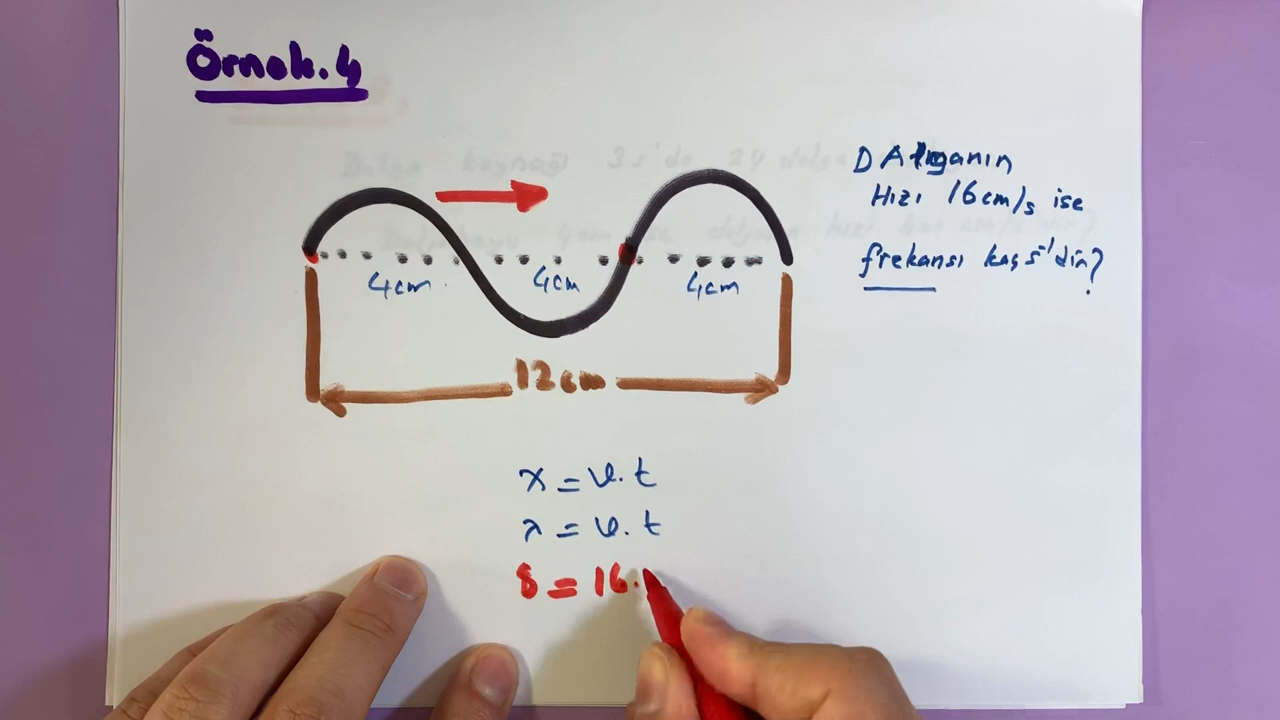 Örnek.4
DAlganın
Hızı 16cm/s ise
frekansı kaç s⁻¹'dir?
4cm
4cm
4cm
12cm
x = v.t
λ = v.t
8 = 16.